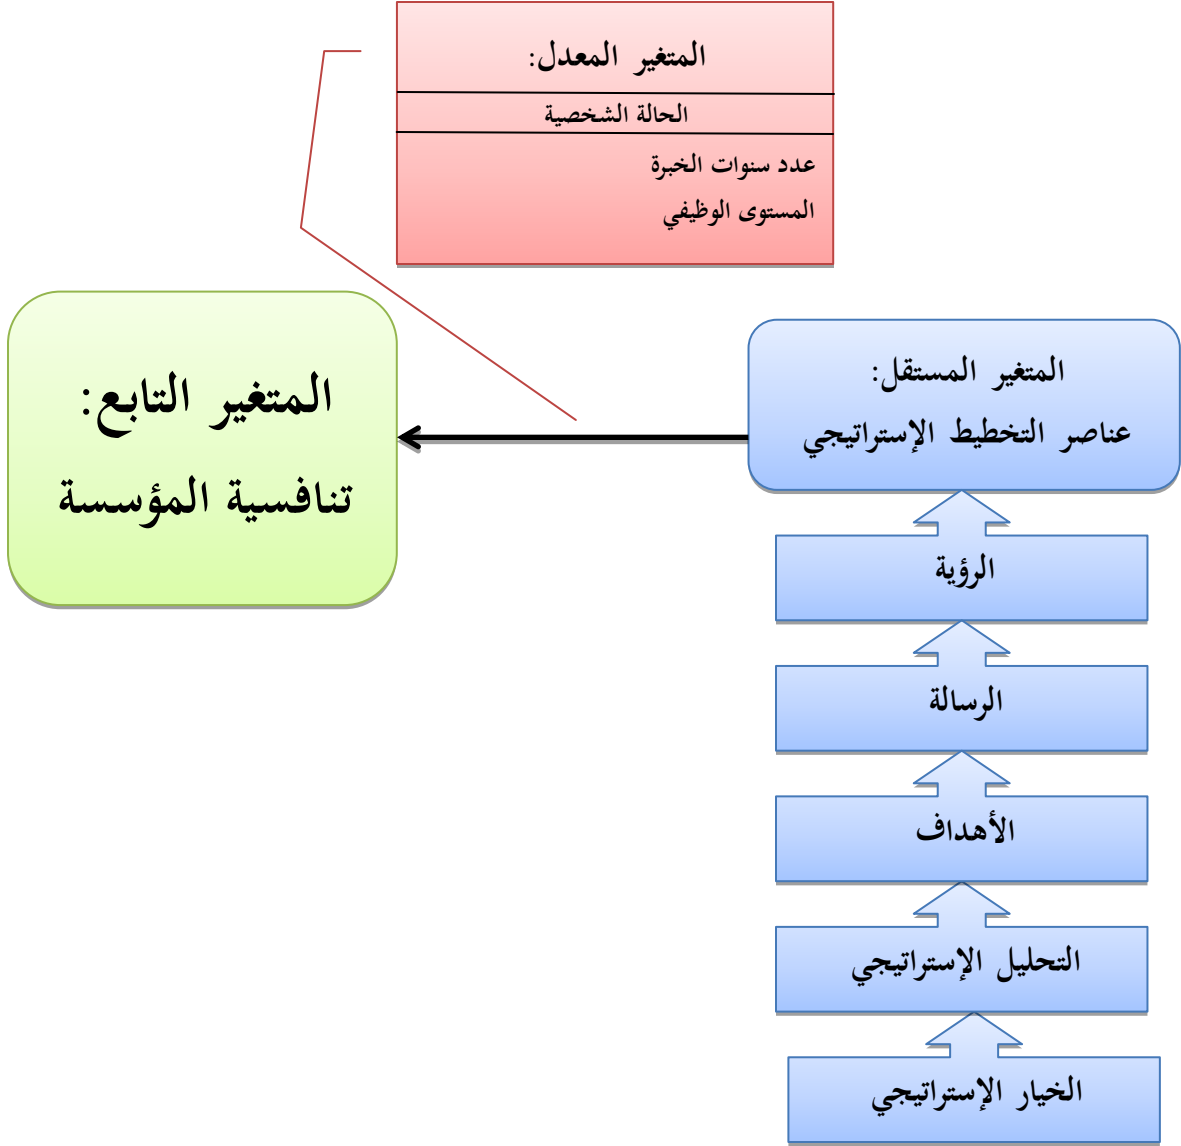 المتغير المعدل:
الحالة الشخصية
عدد سنوات الخبرة
المستوى الوظيفي
المتغير المستقل:
عناصر التخطيط الإستراتيجي
المتغير التابع:
تنافسية المؤسسة
الرؤية
الرسالة
الأهداف
التحليل الإستراتيجي
الخيار الإستراتيجي